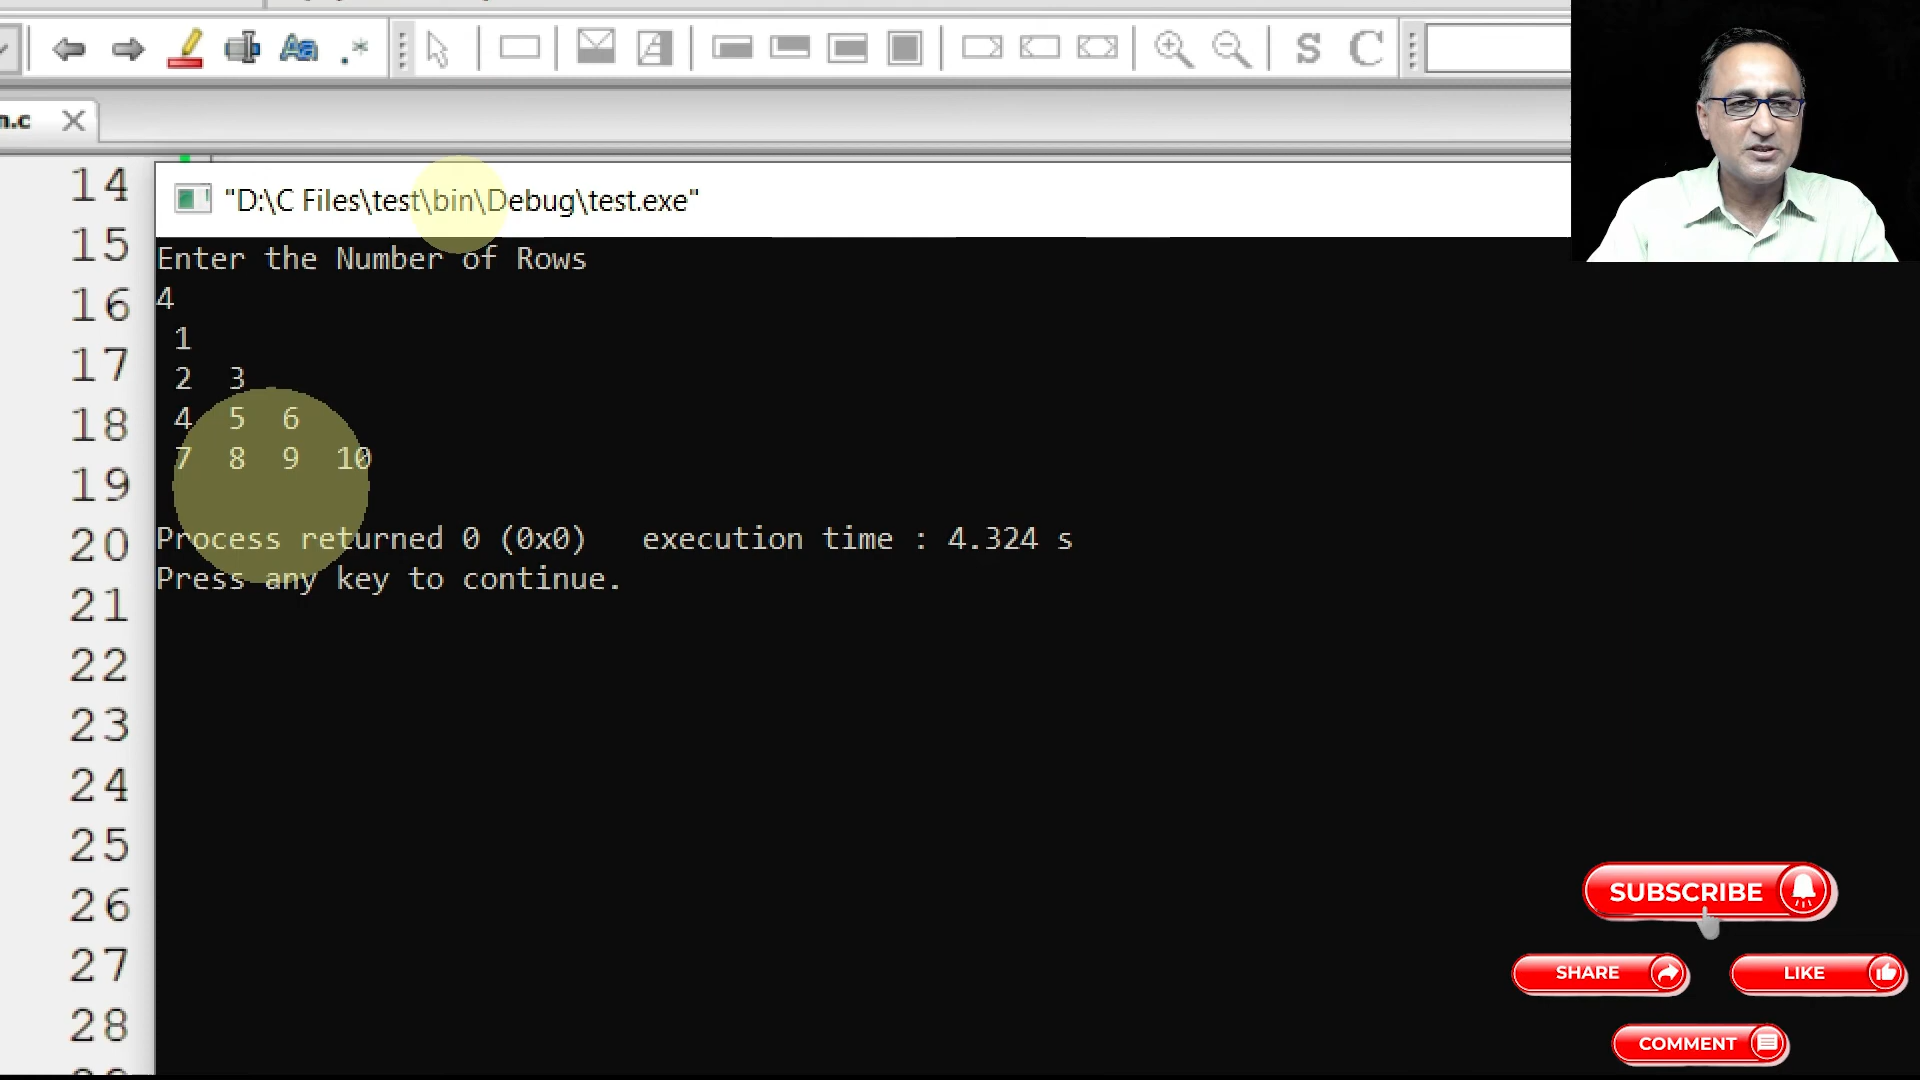 n.c
"D:\C Files\test\bin\Debug\test.exe"
Enter the Number of Rows
4
1
2 3
4 5 6
7 8 9 10
Process returned 0 (0x0) execution time : 4.324 s
Press any key to continue.
14
15
16
17
18
19
20
21
22
23
24
25
26
27
28
Aa
.*
S
C
SUBSCRIBE
SHARE
LIKE
COMMENT